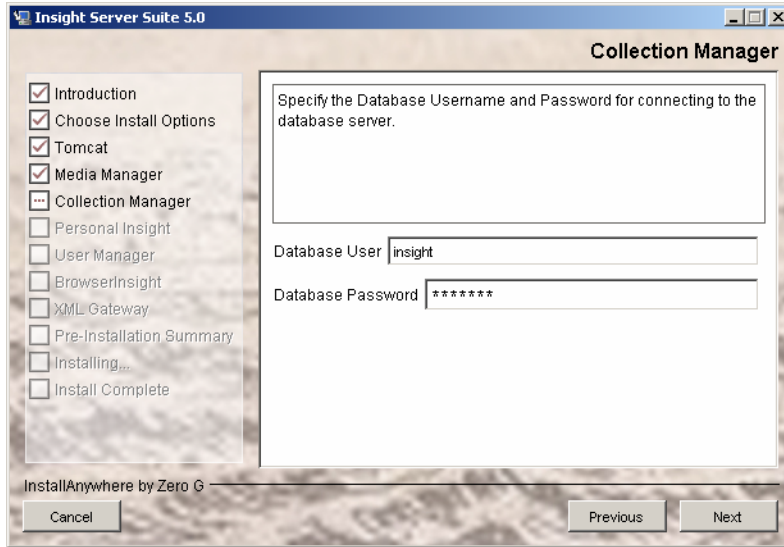 Insight Server Suite 5.0
Collection Manager
Introduction
Choose Install Options
Tomcat
Media Manager
Collection Manager
Personal Insight
User Manager
BrowserInsight
XML Gateway
Pre-Installation Summary
Installing...
Install Complete
Specify the Database Username and Password for connecting to the
database server.
Database User insight
Database Password *******
InstallAnywhere by Zero G
Cancel Previous Next